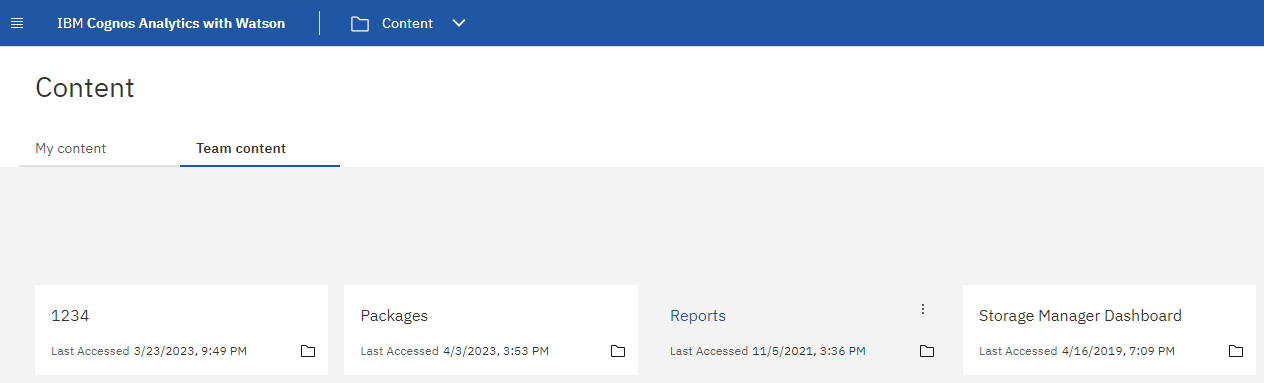 IBM Cognos Analytics with Watson Content
Content
My content Team content
1234 Packages Reports Storage Manager Dashboard
Last Accessed 3/23/2023, 9:49 PM Last Accessed 4/3/2023, 3:53 PM Last Accessed 11/5/2021, 3:36 PM Last Accessed 4/16/2019, 7:09 PM